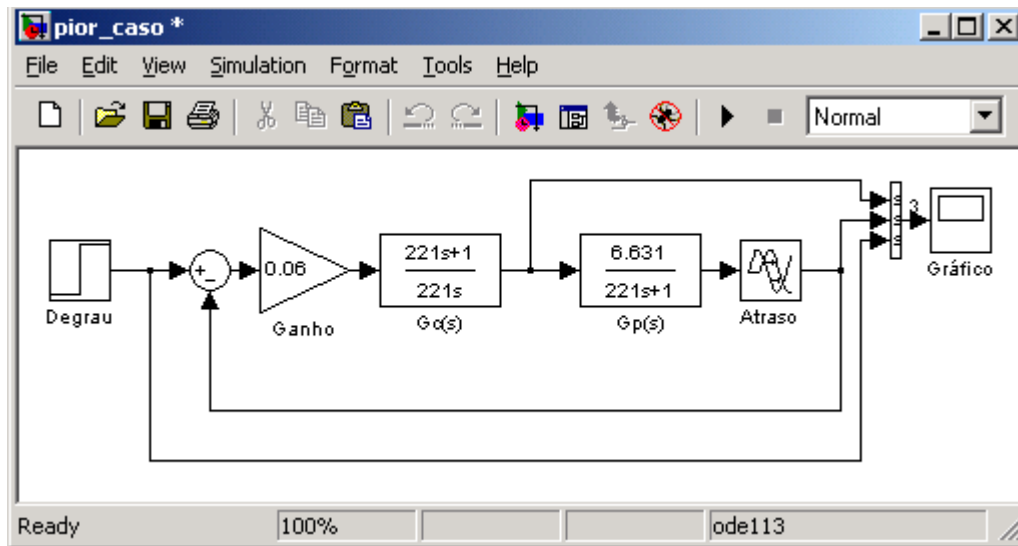 pior_caso *
File Edit View Simulation Format Tools Help
Normal
Degrau
+
-
0.06
Ganho
221s+1
221s
Gc(s)
6.631
221s+1
Gp(s)
Atraso
s
s
s
3
Gráfico
Ready 100% ode113